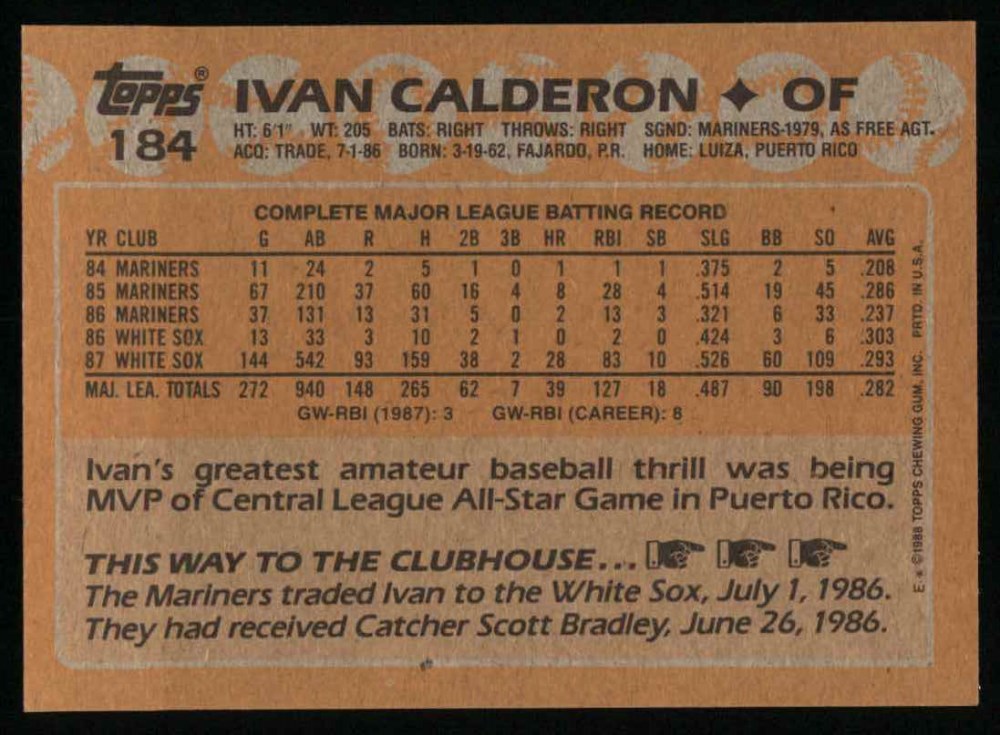 topps® IVAN CALDERON ✦ OF
184
HT: 6'1" WT: 205 BATS: RIGHT THROWS: RIGHT SGND: MARINERS-1979, AS FREE AGT.
ACQ: TRADE, 7-1-86 BORN: 3-19-62, FAJARDO, P.R. HOME: LUIZA, PUERTO RICO
COMPLETE MAJOR LEAGUE BATTING RECORD
YR CLUB G AB R H 2B 3B HR RBI SB SLG BB SO AVG
84 MARINERS 11 24 2 5 1 0 1 1 1 .375 2 5 .208
85 MARINERS 67 210 37 60 16 4 8 28 4 .514 19 45 .286
86 MARINERS 37 131 13 31 5 0 2 13 3 .321 6 33 .237
86 WHITE SOX 13 33 3 10 2 1 0 2 0 .424 3 6 .303
87 WHITE SOX 144 542 93 159 38 2 28 83 10 .526 60 109 .293
MAJ. LEA. TOTALS 272 940 148 265 62 7 39 127 18 .487 90 198 .282
GW-RBI (1987): 3 GW-RBI (CAREER): 8
Ivan's greatest amateur baseball thrill was being
MVP of Central League All-Star Game in Puerto Rico.
THIS WAY TO THE CLUBHOUSE...
The Mariners traded Ivan to the White Sox, July 1, 1986.
They had received Catcher Scott Bradley, June 26, 1986.
E * ©1988 TOPPS CHEWING GUM, INC. PRTD. IN U.S.A.